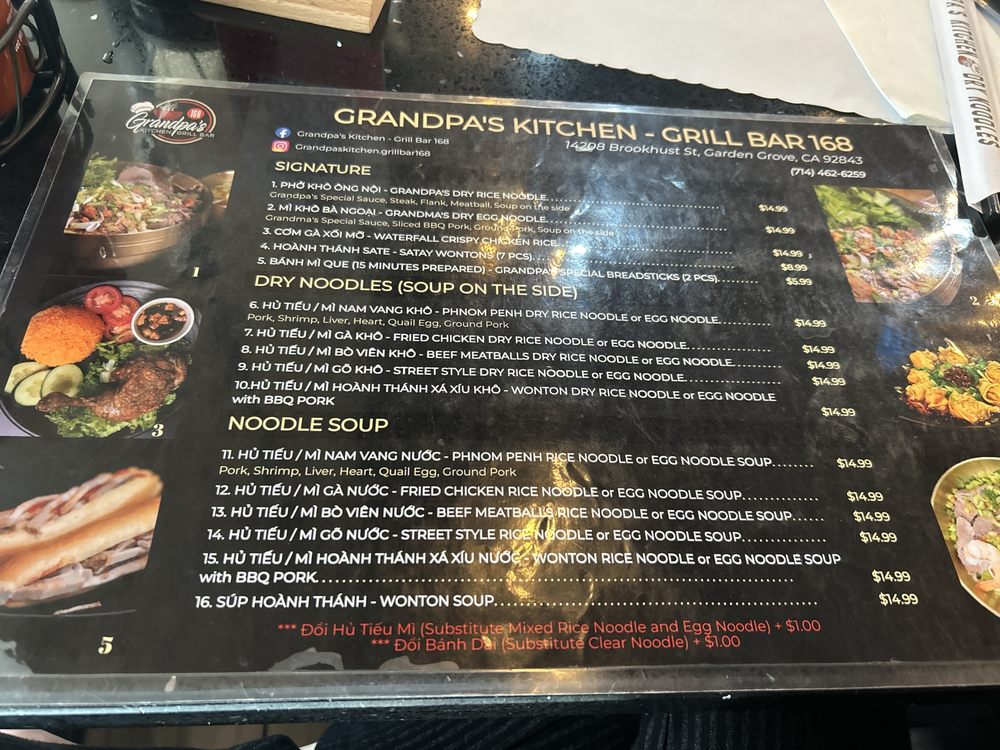 168
Grandpa's
KITCHEN GRILL BAR
GRANDPA'S KITCHEN - GRILL BAR 168
Grandpa's Kitchen - Grill Bar 168
Grandpaskitchen.grillbar168
14208 Brookhust St, Garden Grove, CA 92843
(714) 462-6259
SIGNATURE
1. PHỞ KHÔ ÔNG NỘI - GRANDPA'S DRY RICE NOODLE............ $14.99
Grandpa's Special Sauce, Steak, Flank, Meatball, Soup on the side
2. MÌ KHÔ BÀ NGOẠI - GRANDMA'S DRY EGG NOODLE............ $14.99
Grandma's Special Sauce, Sliced BBQ Pork, Ground Pork, Soup on the side
3. CƠM GÀ XỐI MỠ - WATERFALL CRISPY CHICKEN RICE............ $14.99
4. HOÀNH THÁNH SATE - SATAY WONTONS (7 PCS)............ $8.99
5. BÁNH MÌ QUE (15 MINUTES PREPARED) - GRANDPA'S SPECIAL BREADSTICKS (2 PCS)............ $5.99
DRY NOODLES (SOUP ON THE SIDE)
6. HỦ TIẾU / MÌ NAM VANG KHÔ - PHNOM PENH DRY RICE NOODLE or EGG NOODLE............ $14.99
Pork, Shrimp, Liver, Heart, Quail Egg, Ground Pork
7. HỦ TIẾU / MÌ GÀ KHÔ - FRIED CHICKEN DRY RICE NOODLE or EGG NOODLE............ $14.99
8. HỦ TIẾU / MÌ BÒ VIÊN KHÔ - BEEF MEATBALLS DRY RICE NOODLE or EGG NOODLE............ $14.99
9. HỦ TIẾU / MÌ GÕ KHÔ - STREET STYLE DRY RICE NOODLE or EGG NOODLE............ $14.99
10.HỦ TIẾU / MÌ HOÀNH THÁNH XÁ XÍU KHÔ - WONTON DRY RICE NOODLE or EGG NOODLE
with BBQ PORK $14.99
NOODLE SOUP
11. HỦ TIẾU / MÌ NAM VANG NƯỚC - PHNOM PENH RICE NOODLE or EGG NOODLE SOUP........ $14.99
Pork, Shrimp, Liver, Heart, Quail Egg, Ground Pork
12. HỦ TIẾU / MÌ GÀ NƯỚC - FRIED CHICKEN RICE NOODLE or EGG NOODLE SOUP............ $14.99
13. HỦ TIẾU / MÌ BÒ VIÊN NƯỚC - BEEF MEATBALLS RICE NOODLE or EGG NOODLE SOUP...... $14.99
14. HỦ TIẾU / MÌ GÕ NƯỚC - STREET STYLE RICE NOODLE or EGG NOODLE SOUP............ $14.99
15. HỦ TIẾU / MÌ HOÀNH THÁNH XÁ XÍU NƯỚC - WONTON RICE NOODLE or EGG NOODLE SOUP
with BBQ PORK............ $14.99
16. SÚP HOÀNH THÁNH - WONTON SOUP............ $14.99
*** Đổi Hủ Tiếu Mì (Substitute Mixed Rice Noodle and Egg Noodle) + $1.00
*** Đổi Bánh Dai (Substitute Clear Noodle) + $1.00
1
2
3
5
KITCHEN
DRY NOODLES